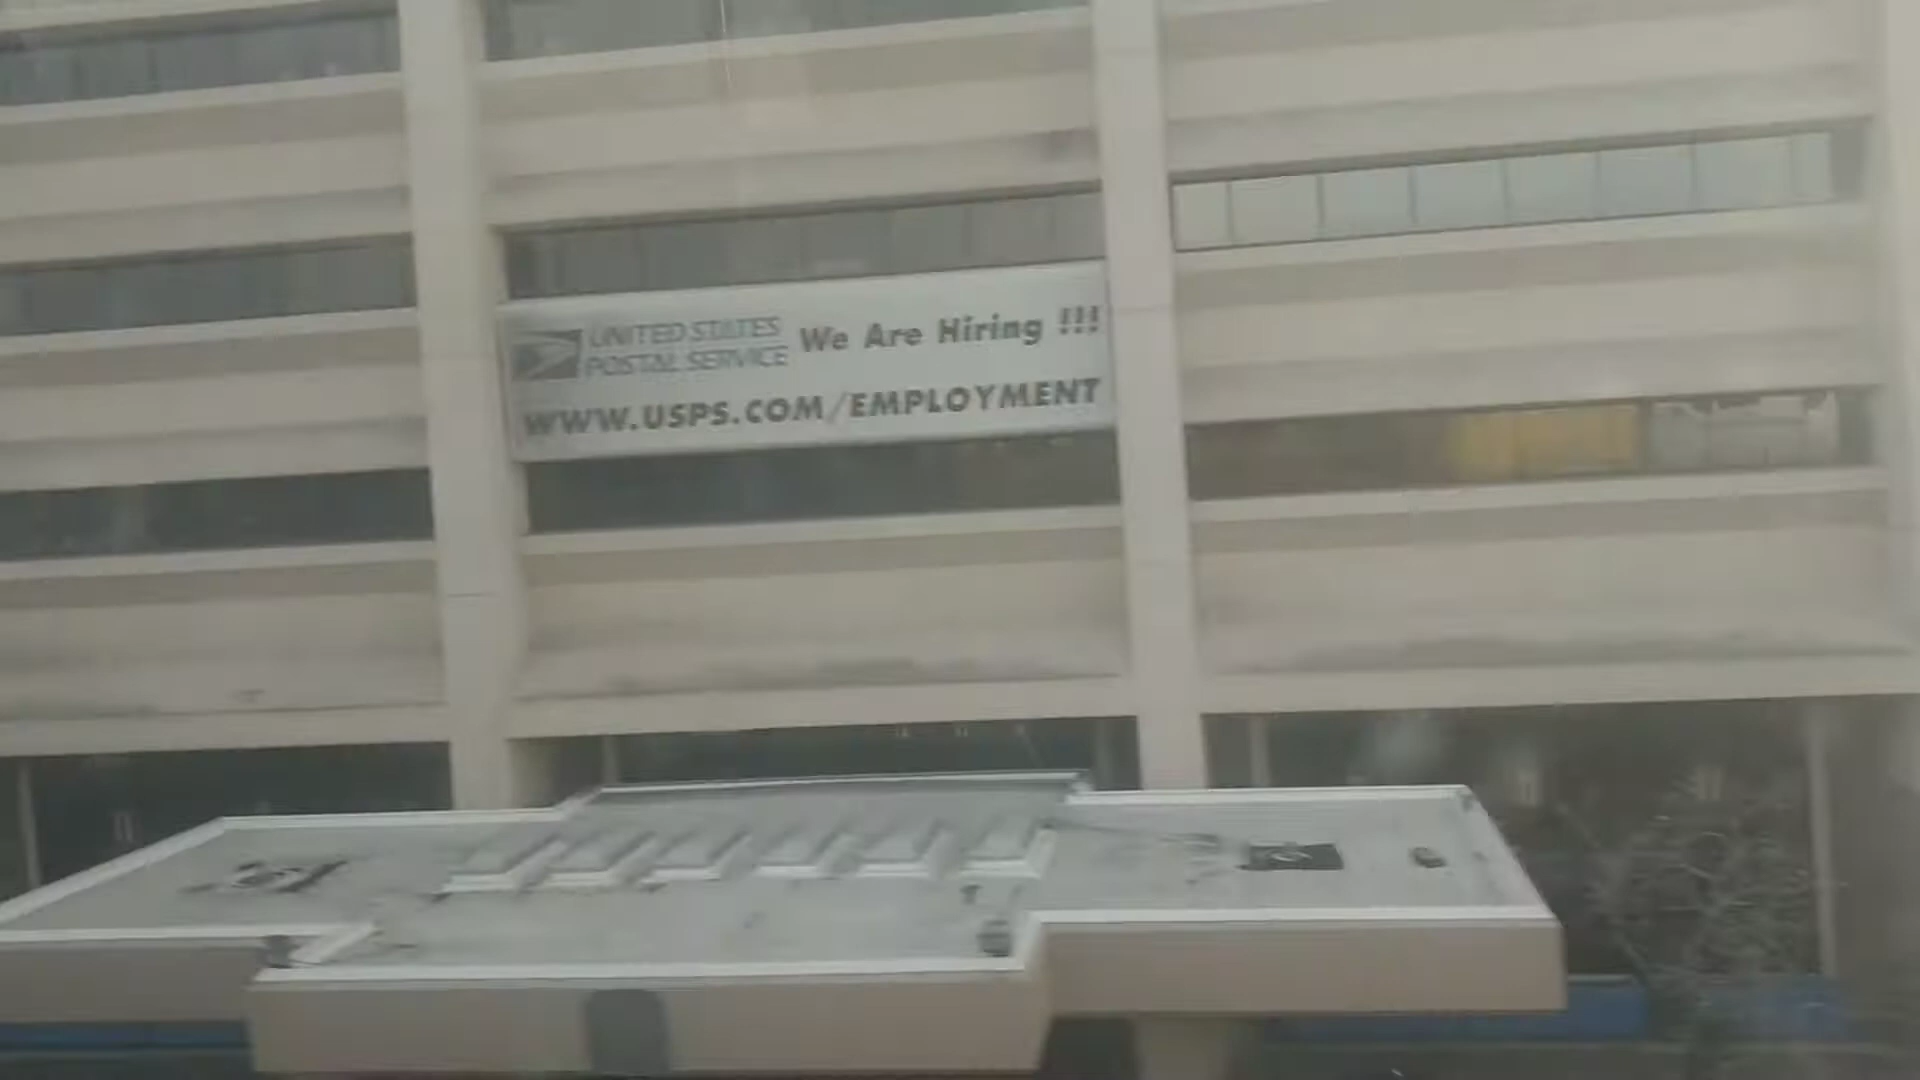 UNITED STATES
POSTAL SERVICE
We Are Hiring !!!
WWW.USPS.COM/EMPLOYMENT